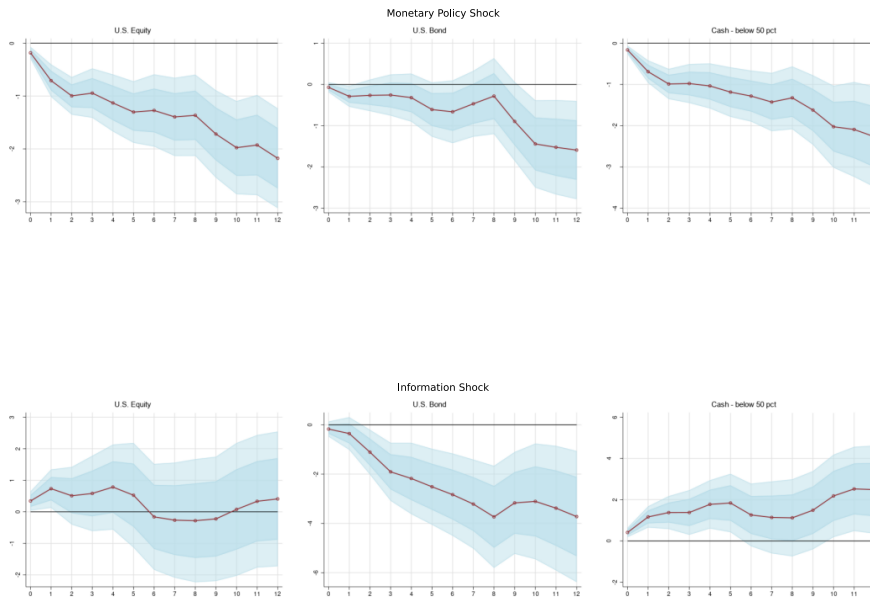 Monetary Policy Shock
U.S. Equity
U.S. Bond
Cash - below 50 pct
0
-1
-2
-3
0 1 2 3 4 5 6 7 8 9 10 11 12
1
0
-1
-2
-3
0 1 2 3 4 5 6 7 8 9 10 11 12
0
-1
-2
-3
-4
0 1 2 3 4 5 6 7 8 9 10 11
Information Shock
U.S. Equity
U.S. Bond
Cash - below 50 pct
3
2
1
0
-1
-2
0 1 2 3 4 5 6 7 8 9 10 11 12
0
-2
-4
-6
0 1 2 3 4 5 6 7 8 9 10 11 12
6
4
2
0
-2
0 1 2 3 4 5 6 7 8 9 10 11